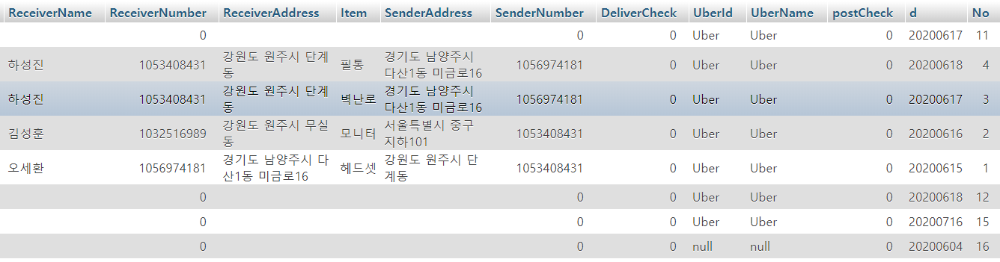 ReceiverName ReceiverNumber ReceiverAddress Item SenderAddress SenderNumber DeliverCheck UberId UberName postCheck d No
0 0 0 Uber Uber 0 20200617 11
하성진 1053408431 강원도 원주시 단계동 필통 경기도 남양주시 다산1동 미금로16 1056974181 0 Uber Uber 0 20200618 4
하성진 1053408431 강원도 원주시 단계동 벽난로 경기도 남양주시 다산1동 미금로16 1056974181 0 Uber Uber 0 20200617 3
김성훈 1032516989 강원도 원주시 무실동 모니터 서울특별시 중구 지하101 1053408431 0 Uber Uber 0 20200616 2
오세환 1056974181 경기도 남양주시 다산1동 미금로16 헤드셋 강원도 원주시 단계동 1053408431 0 Uber Uber 0 20200615 1
0 0 0 Uber Uber 0 20200618 12
0 0 0 Uber Uber 0 20200716 15
0 0 0 null null 0 20200604 16